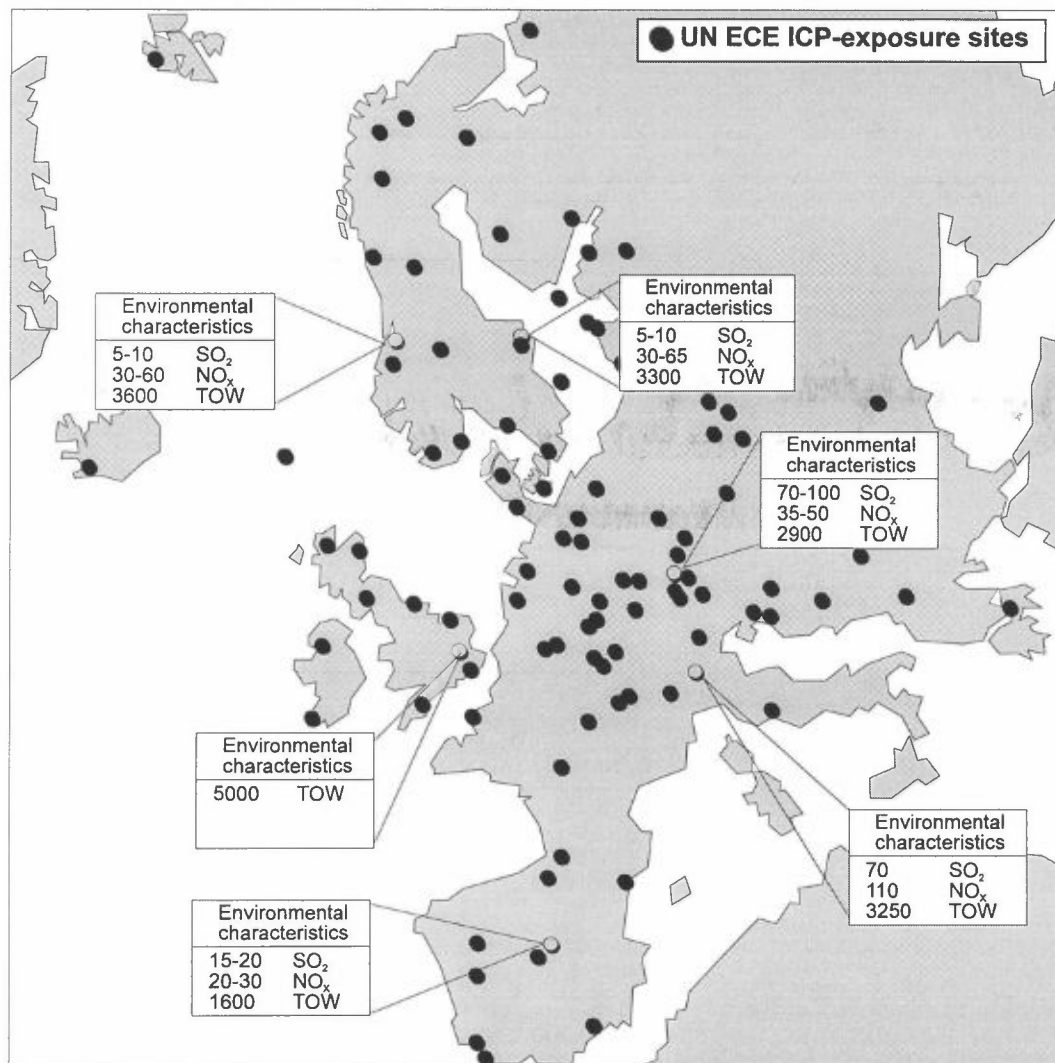 UN ECE ICP-exposure sites
Environmental
characteristics
5-10 SO₂
30-60 NOₓ
3600 TOW
Environmental
characteristics
5-10 SO₂
30-65 NOₓ
3300 TOW
Environmental
characteristics
70-100 SO₂
35-50 NOₓ
2900 TOW
Environmental
characteristics
5000 TOW
Environmental
characteristics
70 SO₂
110 NOₓ
3250 TOW
Environmental
characteristics
15-20 SO₂
20-30 NOₓ
1600 TOW